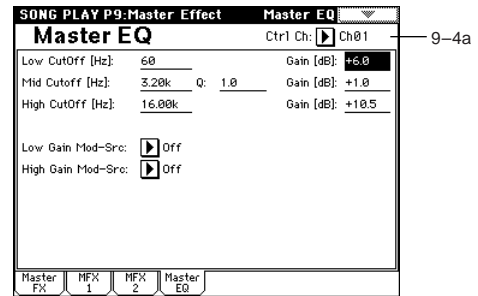 SONG PLAY P9:Master Effect Master EQ
Master EQ Ctrl Ch: Ch01 9–4a
Low CutOff [Hz]: 60 Gain [dB]: +6.0
Mid Cutoff [Hz]: 3.20k Q: 1.0 Gain [dB]: +1.0
High CutOff [Hz]: 16.00k Gain [dB]: +10.5
Low Gain Mod-Src: Off
High Gain Mod-Src: Off
Master FX MFX 1 MFX 2 Master EQ